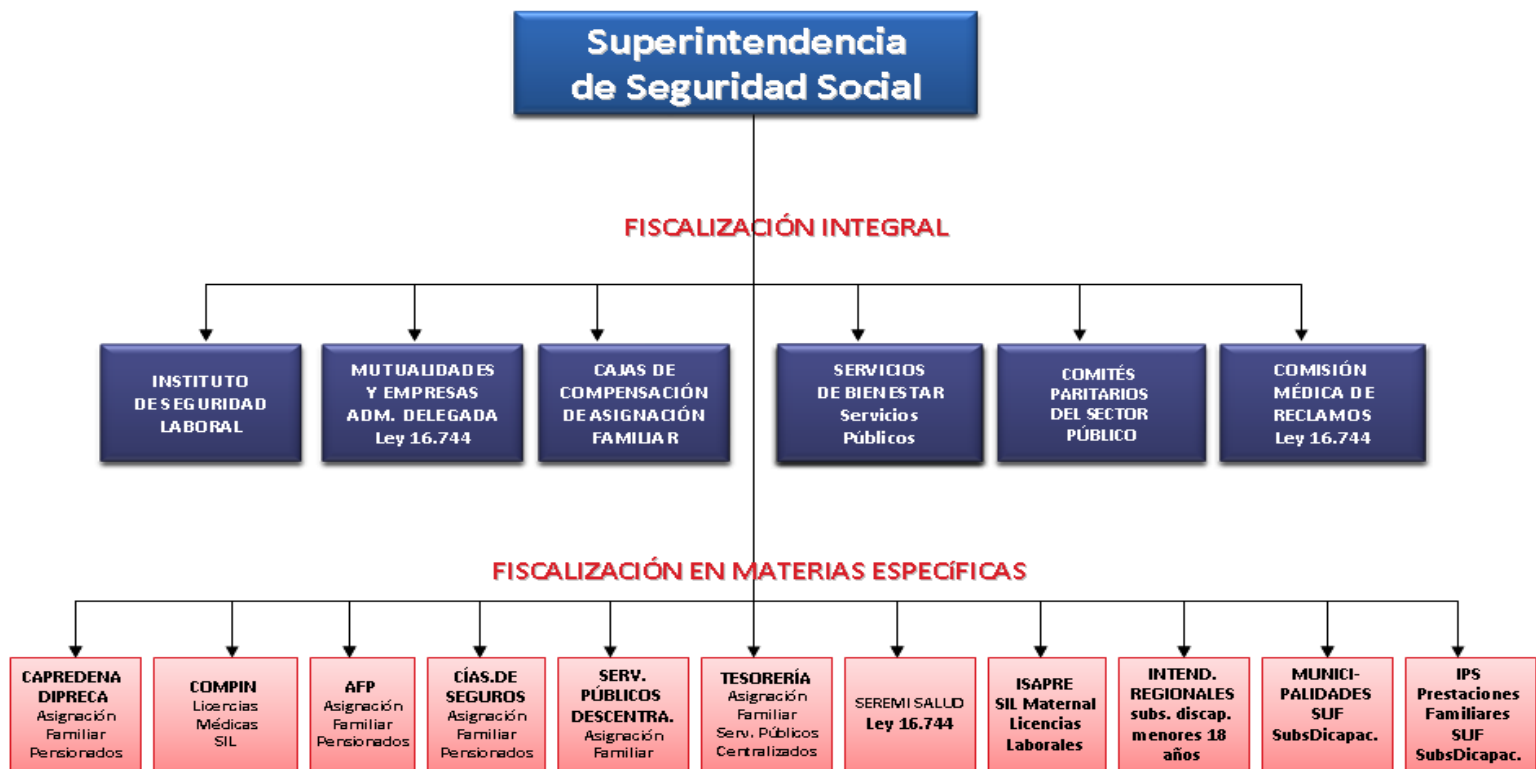 Superintendencia
de Seguridad Social
FISCALIZACIÓN INTEGRAL
INSTITUTO
DE SEGURIDAD
LABORAL
MUTUALIDADES
Y EMPRESAS
ADM. DELEGADA
Ley 16.744
CAJAS DE
COMPENSACIÓN
DE ASIGNACIÓN
FAMILIAR
SERVICIOS
DE BIENESTAR
Servicios
Públicos
COMITÉS
PARITARIOS
DEL SECTOR
PÚBLICO
COMISIÓN
MÉDICA DE
RECLAMOS
Ley 16.744
FISCALIZACIÓN EN MATERIAS ESPECíFICAS
CAPREDENA
DIPRECA
Asignación
Familiar
Pensionados
COMPIN
Licencias
Médicas
SIL
AFP
Asignación
Familiar
Pensionados
CÍAS.DE
SEGUROS
Asignación
Familiar
Pensionados
SERV.
PÚBLICOS
DESCENTRA.
Asignación
Familiar
TESORERÍA
Asignación
Familiar
Serv. Públicos
Centralizados
SEREMI SALUD
Ley 16.744
ISAPRE
SIL Maternal
Licencias
Laborales
INTEND.
REGIONALES
subs. discap.
menores 18
años
MUNICI-
PALIDADES
SUF
SubsDicapac.
IPS
Prestaciones
Familiares
SUF
SubsDicapac.